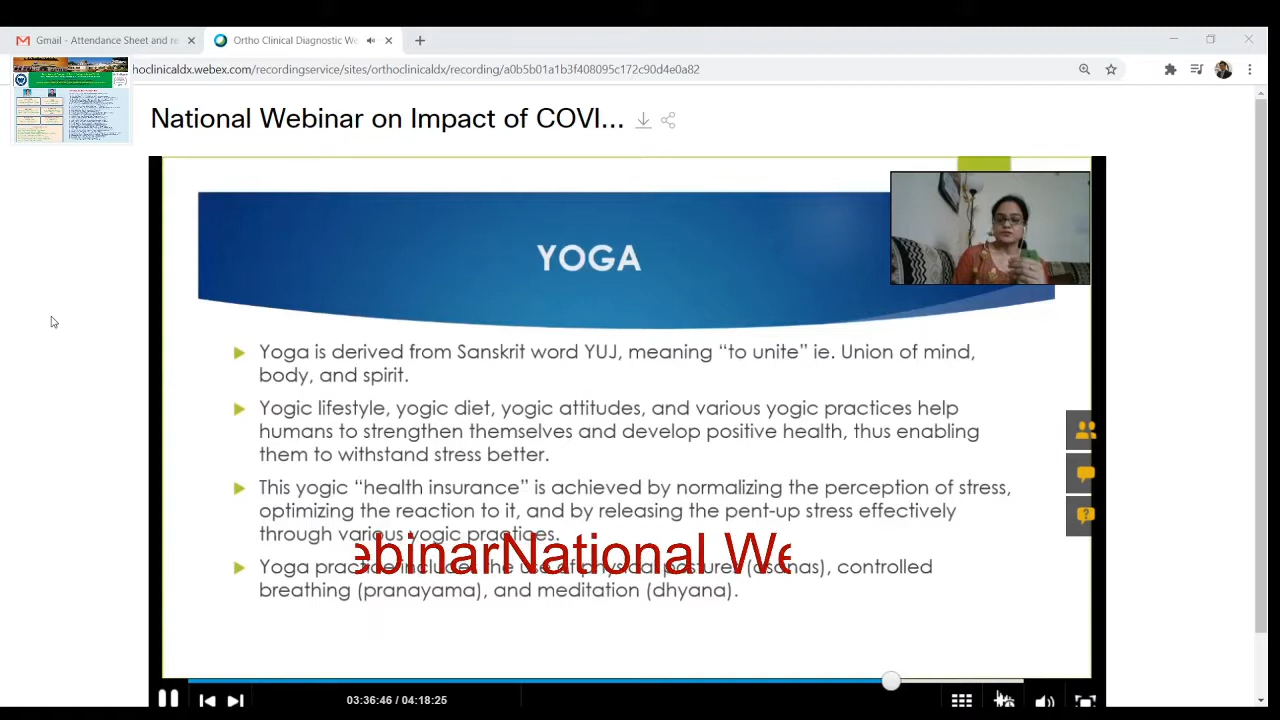 Gmail - Attendance Sheet and re
Ortho Clinical Diagnostic We
hoclinicaldx.webex.com/recordingservice/sites/orthoclinicaldx/recor
1b3f408095c172c90d4e0a82
National Webinar on Impact of COVI...
YOGA
Yoga is derived from Sanskrit word YUJ, meaning “to unite” ie. Union of mind,
body, and spirit.
Yogic lifestyle, yogic diet, yogic attitudes, and various yogic practices help
humans to strengthen themselves and develop positive health, thus enabling
them to withstand stress better.
This yogic “health insurance” is achieved by normalizing the perception of stress,
optimizing the reaction to it, and by releasing the pent-up stress effectively
through various yogic practices.
ebinarNational We
Yoga practice includes the use of physical postures (asanas), controlled
breathing (pranayama), and meditation (dhyana).
03:36:46 / 04:18:25